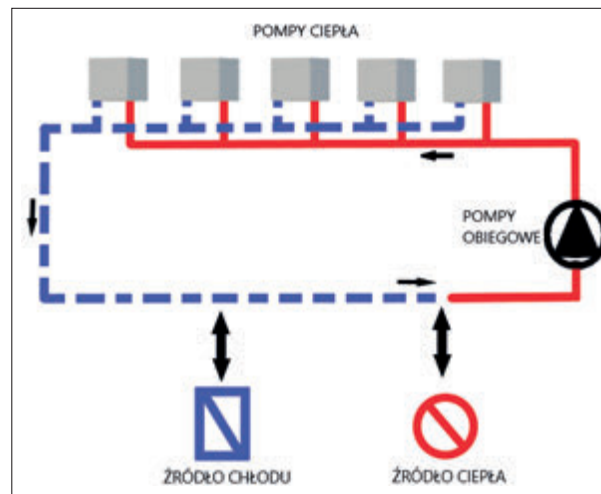 POMPY CIEPŁA
POMPY
OBIEGOWE
ŹRÓDŁO CHŁODU
ŹRÓDŁO CIEPŁA